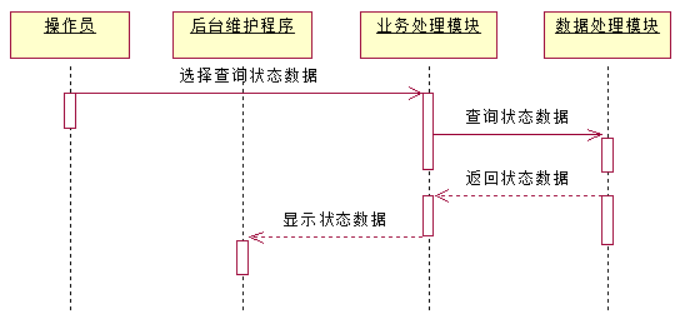 操作员
后台维护程序
业务处理模块
数据处理模块
选择查询状态数据
查询状态数据
返回状态数据
显示状态数据